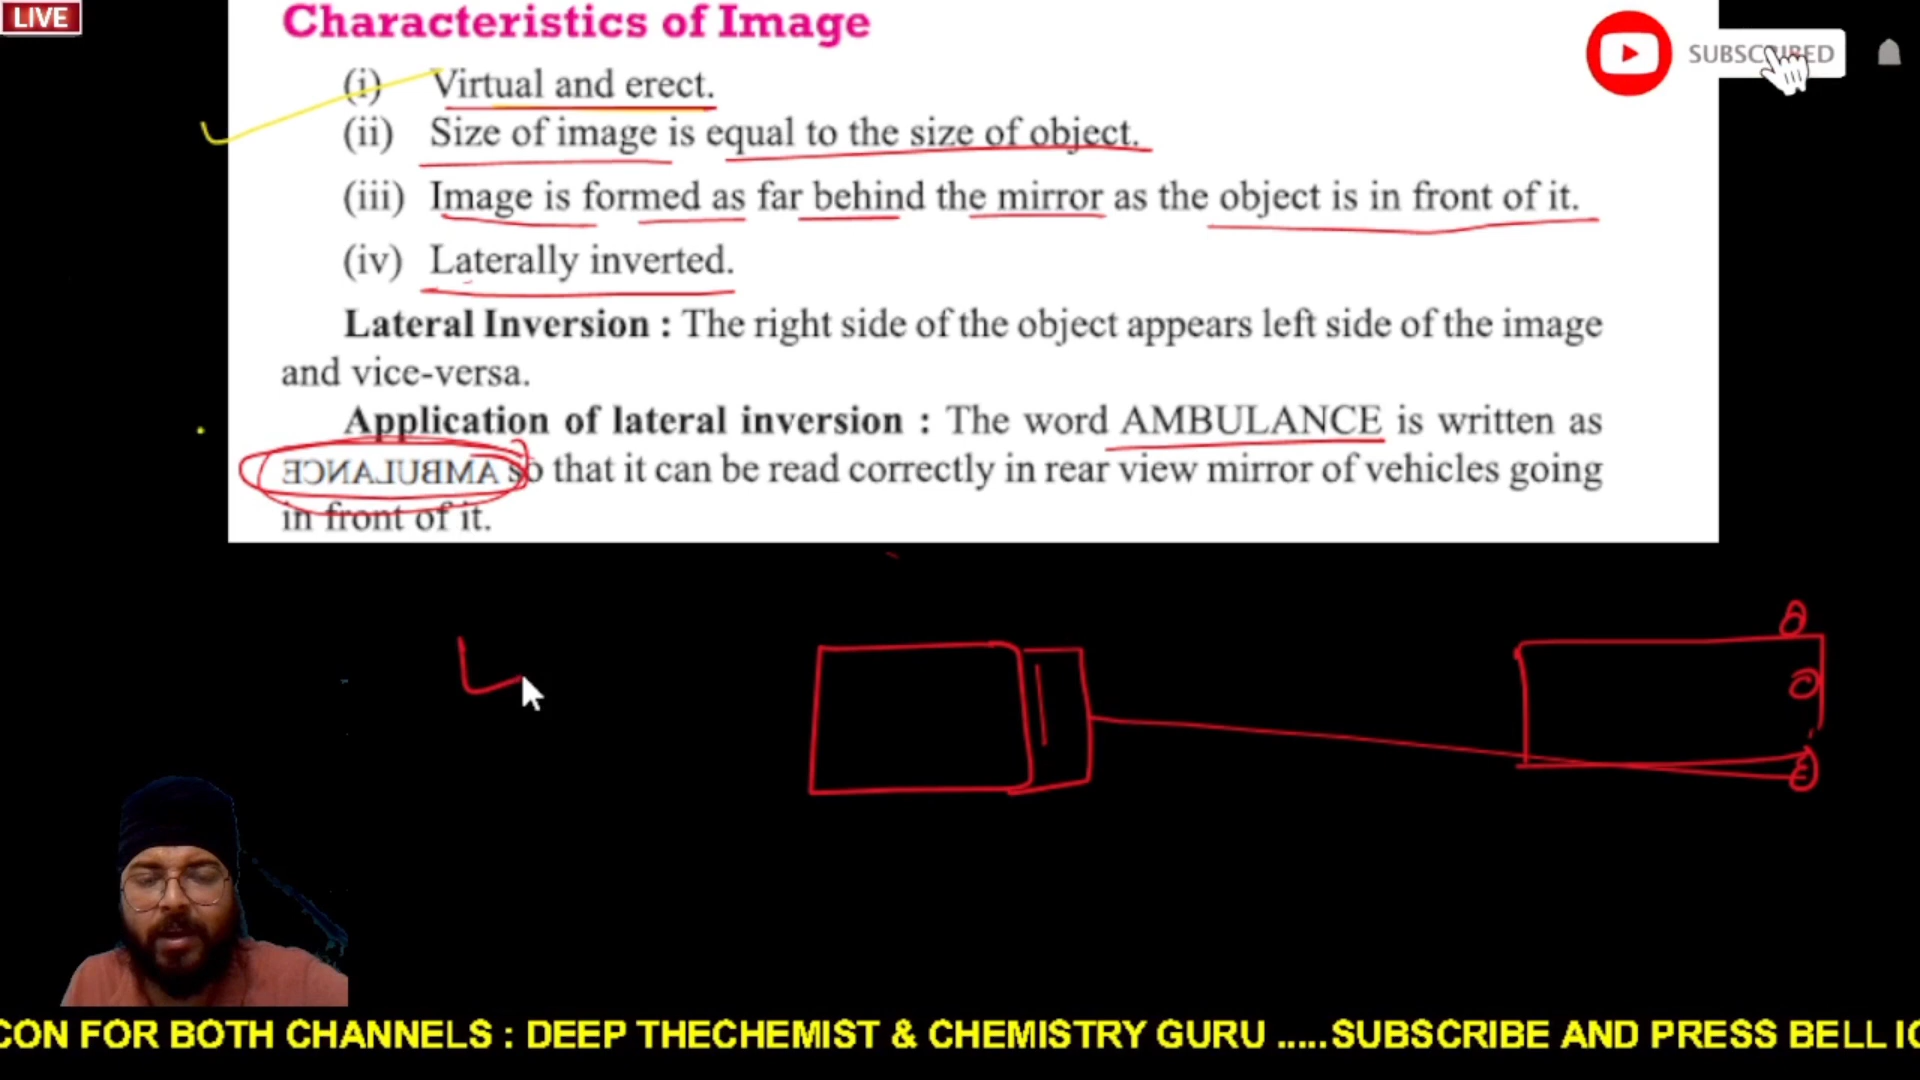 LIVE
Characteristics of Image
SUBSCRIBED
(i) Virtual and erect.
(ii) Size of image is equal to the size of object.
(iii) Image is formed as far behind the mirror as the object is in front of it.
(iv) Laterally inverted.
Lateral Inversion : The right side of the object appears left side of the image
and vice-versa.
Application of lateral inversion : The word AMBULANCE is written as
AMBULANCE so that it can be read correctly in rear view mirror of vehicles going
in front of it.
CON FOR BOTH CHANNELS : DEEP THECHEMIST & CHEMISTRY GURU .....SUBSCRIBE AND PRESS BELL IC